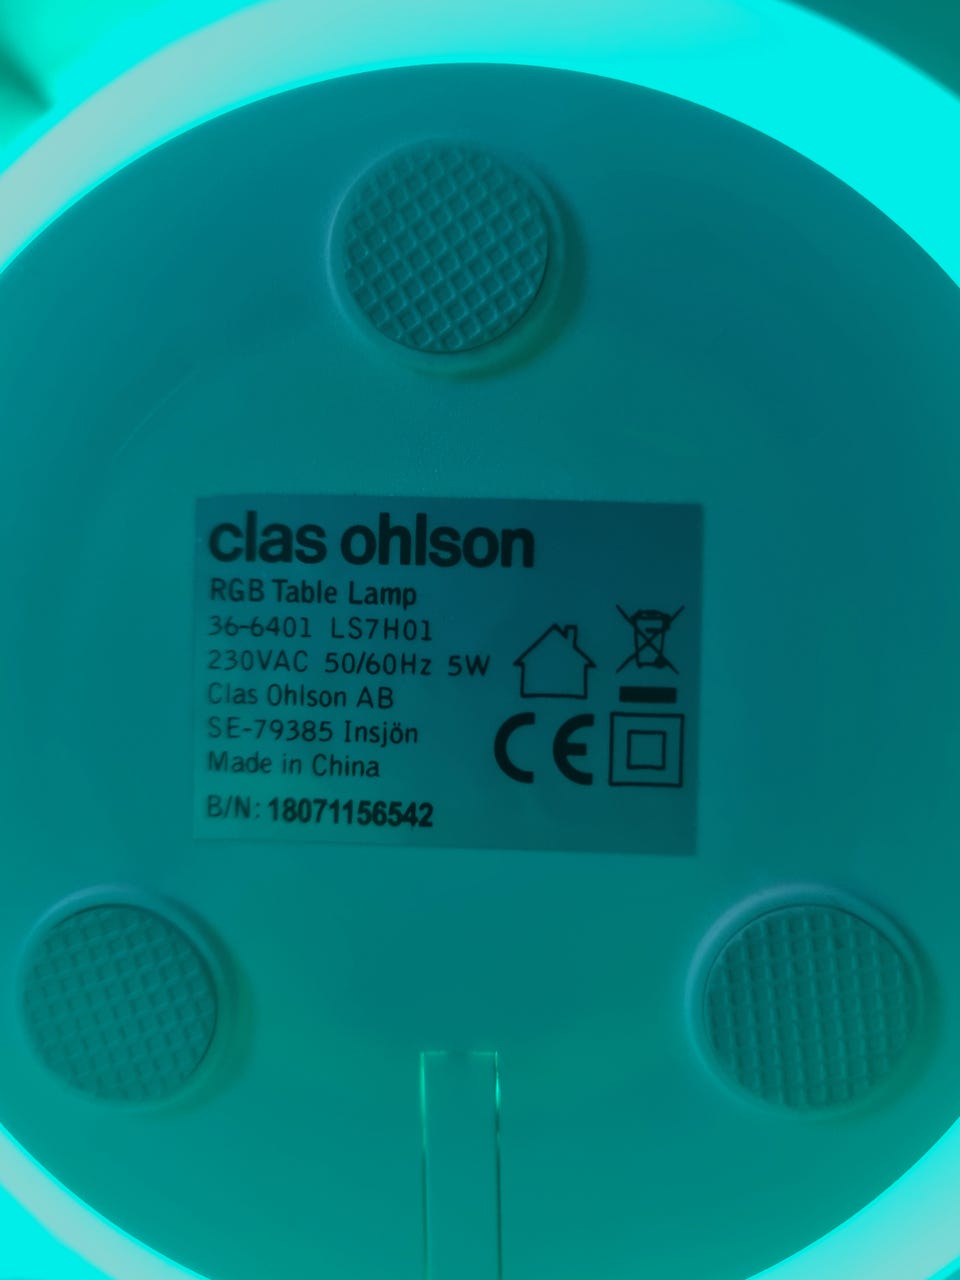 clas ohlson
RGB Table Lamp
36-6401 LS7H01
230VAC 50/60Hz 5W
Clas Ohlson AB
SE-79385 Insjön
Made in China
B/N: 18071156542
CE